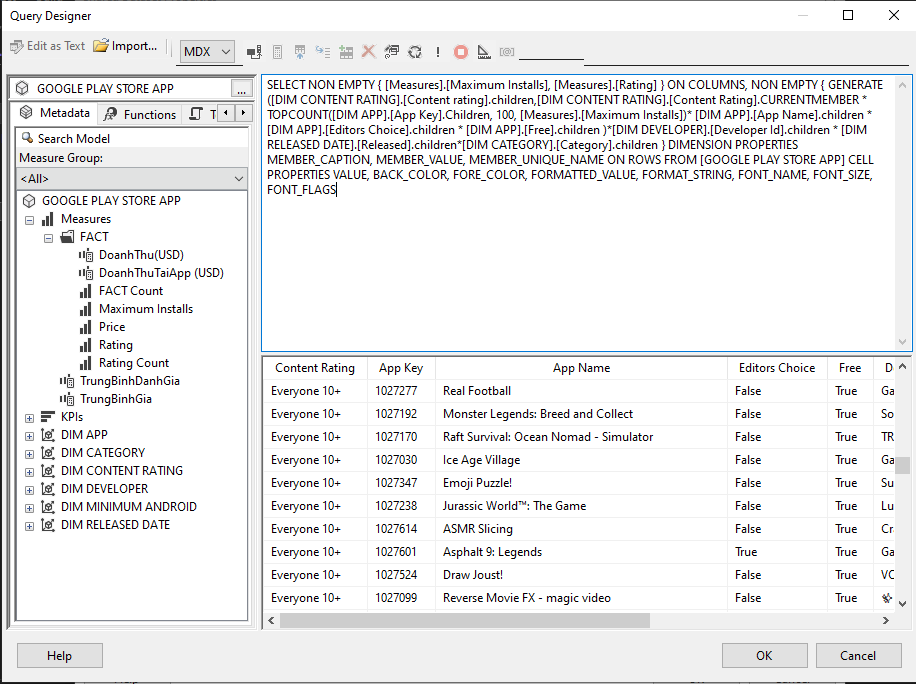 Query Designer
Edit as Text Import... MDX
GOOGLE PLAY STORE APP ...
Metadata Functions T
Search Model
Measure Group:
<All>
GOOGLE PLAY STORE APP
Measures
FACT
DoanhThu(USD)
DoanhThuTaiApp (USD)
FACT Count
Maximum Installs
Price
Rating
Rating Count
TrungBinhDanhGia
TrungBinhGia
KPIs
DIM APP
DIM CATEGORY
DIM CONTENT RATING
DIM DEVELOPER
DIM MINIMUM ANDROID
DIM RELEASED DATE
SELECT NON EMPTY { [Measures].[Maximum Installs], [Measures].[Rating] } ON COLUMNS, NON EMPTY { GENERATE
([DIM CONTENT RATING].[Content rating].children,[DIM CONTENT RATING].[Content Rating].CURRENTMEMBER *
TOPCOUNT([DIM APP].[App Key].Children, 100, [Measures].[Maximum Installs])* [DIM APP].[App Name].children *
[DIM APP].[Editors Choice].children * [DIM APP].[Free].children )*[DIM DEVELOPER].[Developer Id].children * [DIM
RELEASED DATE].[Released].children*[DIM CATEGORY].[Category].children } DIMENSION PROPERTIES
MEMBER_CAPTION, MEMBER_VALUE, MEMBER_UNIQUE_NAME ON ROWS FROM [GOOGLE PLAY STORE APP] CELL
PROPERTIES VALUE, BACK_COLOR, FORE_COLOR, FORMATTED_VALUE, FORMAT_STRING, FONT_NAME, FONT_SIZE,
FONT_FLAGS
Content Rating App Key App Name Editors Choice Free D
Everyone 10+ 1027277 Real Football False True Ga
Everyone 10+ 1027192 Monster Legends: Breed and Collect False True So
Everyone 10+ 1027170 Raft Survival: Ocean Nomad - Simulator False True TR
Everyone 10+ 1027030 Ice Age Village False True Ga
Everyone 10+ 1027347 Emoji Puzzle! False True Su
Everyone 10+ 1027238 Jurassic World™: The Game False True Lu
Everyone 10+ 1027614 ASMR Slicing False True Cr
Everyone 10+ 1027601 Asphalt 9: Legends True True Ga
Everyone 10+ 1027524 Draw Joust! False True VC
Everyone 10+ 1027099 Reverse Movie FX - magic video False True
Help OK Cancel